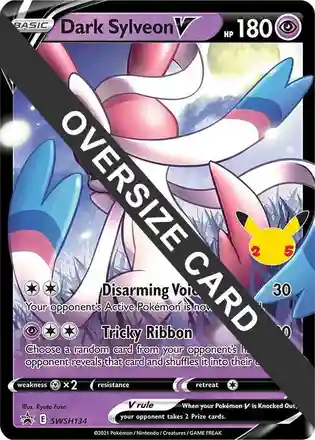 BASIC
Dark Sylveon V HP 180
OVERSIZE CARD
25
Disarming Voi 30
Your opponent's Active Pokémon is now
Tricky Ribbon 0
Choose a random card from your opponent's h
opponent reveals that card and shuffles it into their
weakness ×2 resistance retreat
V rule When your Pokémon V is Knocked Out,
your opponent takes 2 Prize cards.
Illus. Ryota Fuse
E SWSH134
©2021 Pokémon / Nintendo / Creatures / GAME FREAK